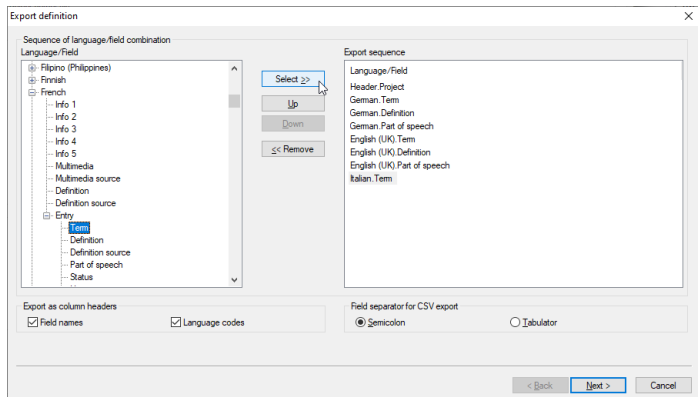 Export definition
Sequence of language/field combination
Language/Field
Filipino (Philippines)
Finnish
French
Info 1
Info 2
Info 3
Info 4
Info 5
Multimedia
Multimedia source
Definition
Definition source
Entry
Term
Definition
Definition source
Part of speech
Status
Select >>
Up
Down
<< Remove
Export sequence
Language/Field
Header.Project
German.Term
German.Definition
German.Part of speech
English (UK).Term
English (UK).Definition
English (UK).Part of speech
Italian.Term
Export as column headers
Field names
Language codes
Field separator for CSV export
Semicolon
Tabulator
< Back
Next >
Cancel